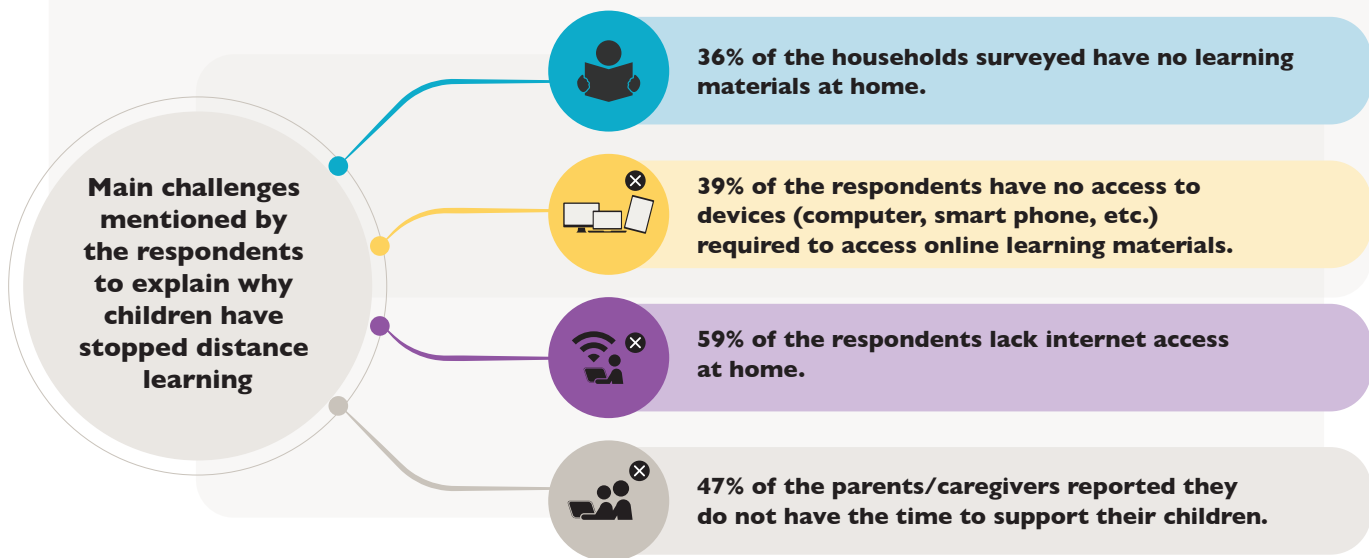 Main challenges
mentioned by
the respondents
to explain why
children have
stopped distance
learning
36% of the households surveyed have no learning
materials at home.
39% of the respondents have no access to
devices (computer, smart phone, etc.)
required to access online learning materials.
59% of the respondents lack internet access
at home.
47% of the parents/caregivers reported they
do not have the time to support their children.